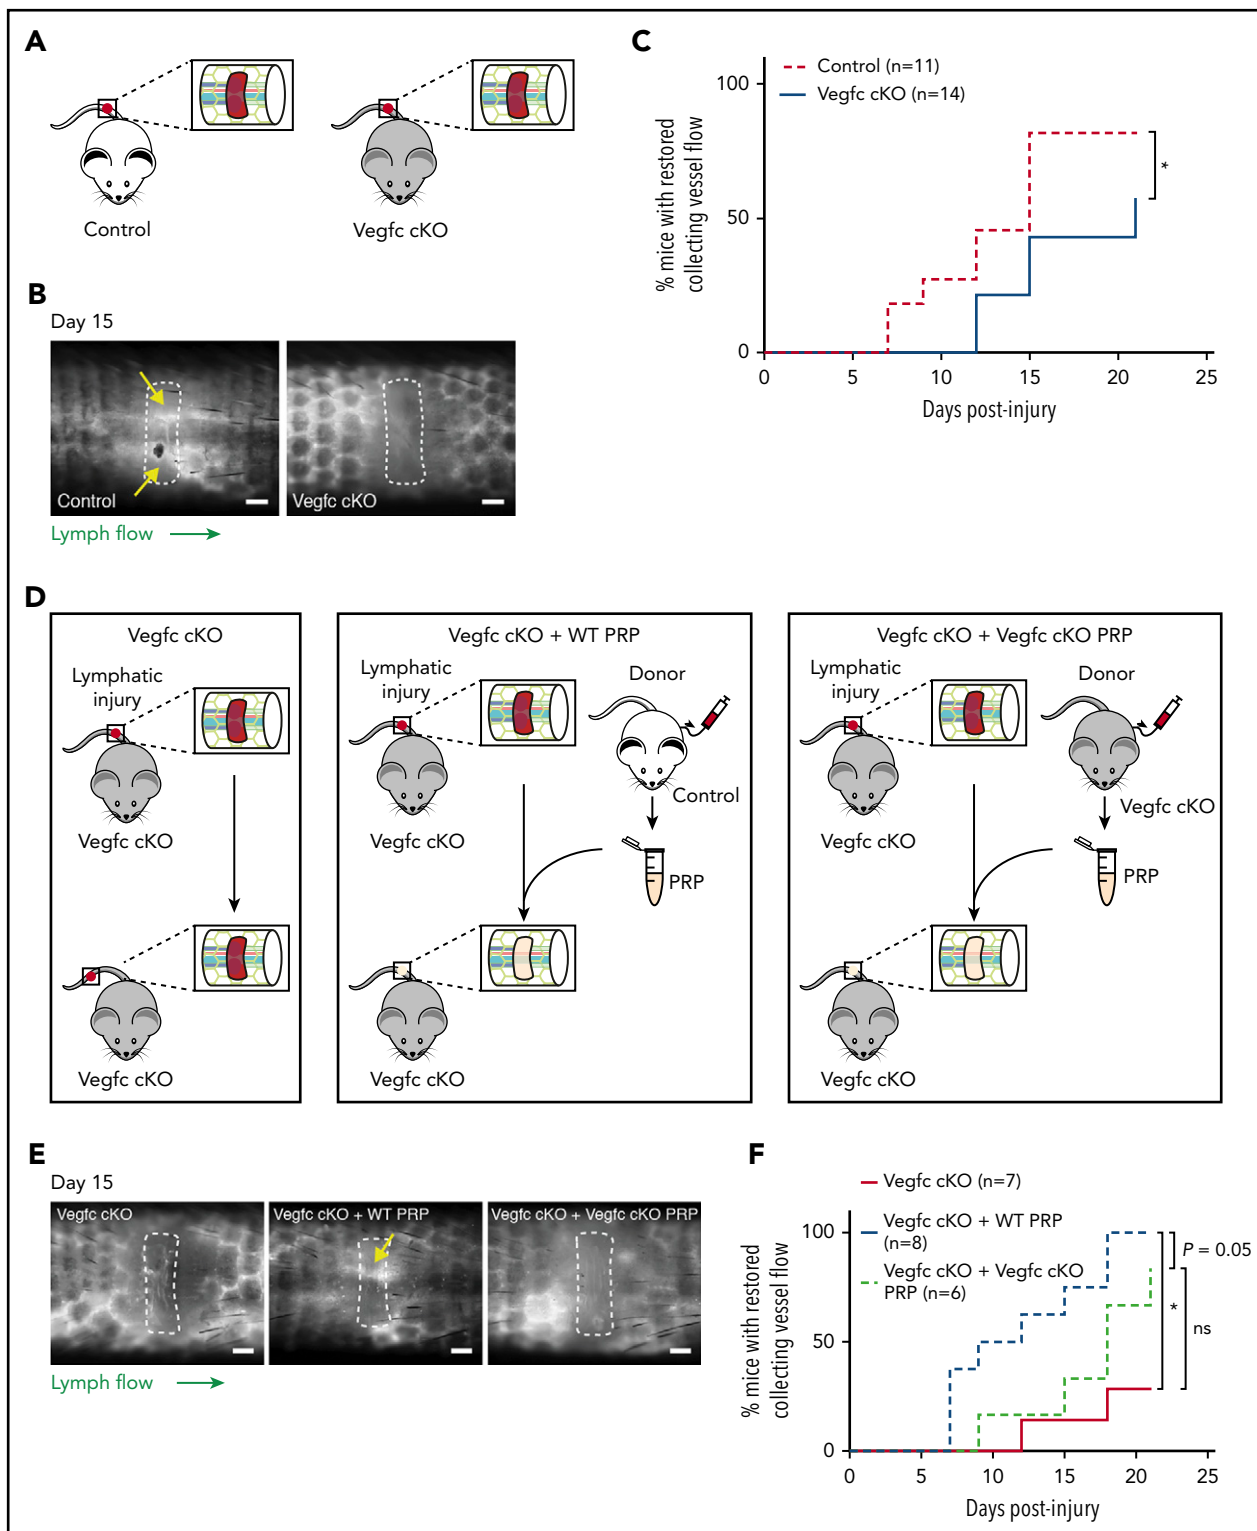 A
Control
Vegfc cKO
B
Day 15
Control
Vegfc cKO
Lymph flow
C
Control (n=11)
Vegfc cKO (n=14)
% mice with restored
collecting vessel flow
100
50
0
0 5 10 15 20 25
Days post-injury
*
D
Vegfc cKO
Lymphatic
injury
Vegfc cKO
Vegfc cKO
Vegfc cKO + WT PRP
Lymphatic
injury
Donor
Control
Vegfc cKO
PRP
Vegfc cKO
Vegfc cKO + Vegfc cKO PRP
Lymphatic
injury
Donor
Vegfc cKO
Vegfc cKO
PRP
Vegfc cKO
E
Day 15
Vegfc cKO
Vegfc cKO + WT PRP
Vegfc cKO + Vegfc cKO PRP
Lymph flow
F
Vegfc cKO (n=7)
Vegfc cKO + WT PRP
(n=8)
Vegfc cKO + Vegfc cKO
PRP (n=6)
% mice with restored
collecting vessel flow
100
50
0
0 5 10 15 20 25
Days post-injury
P = 0.05
*
ns